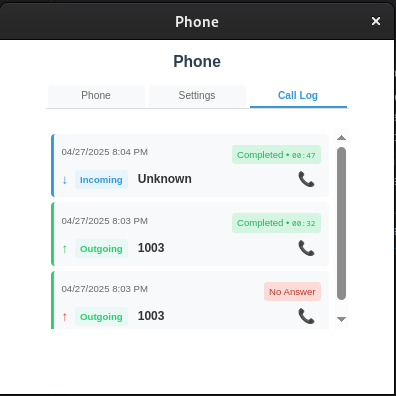 Phone
Phone
Phone Settings Call Log
04/27/2025 8:04 PM Completed • 00:47
↓ Incoming Unknown
04/27/2025 8:03 PM Completed • 00:32
↑ Outgoing 1003
04/27/2025 8:03 PM No Answer
↑ Outgoing 1003